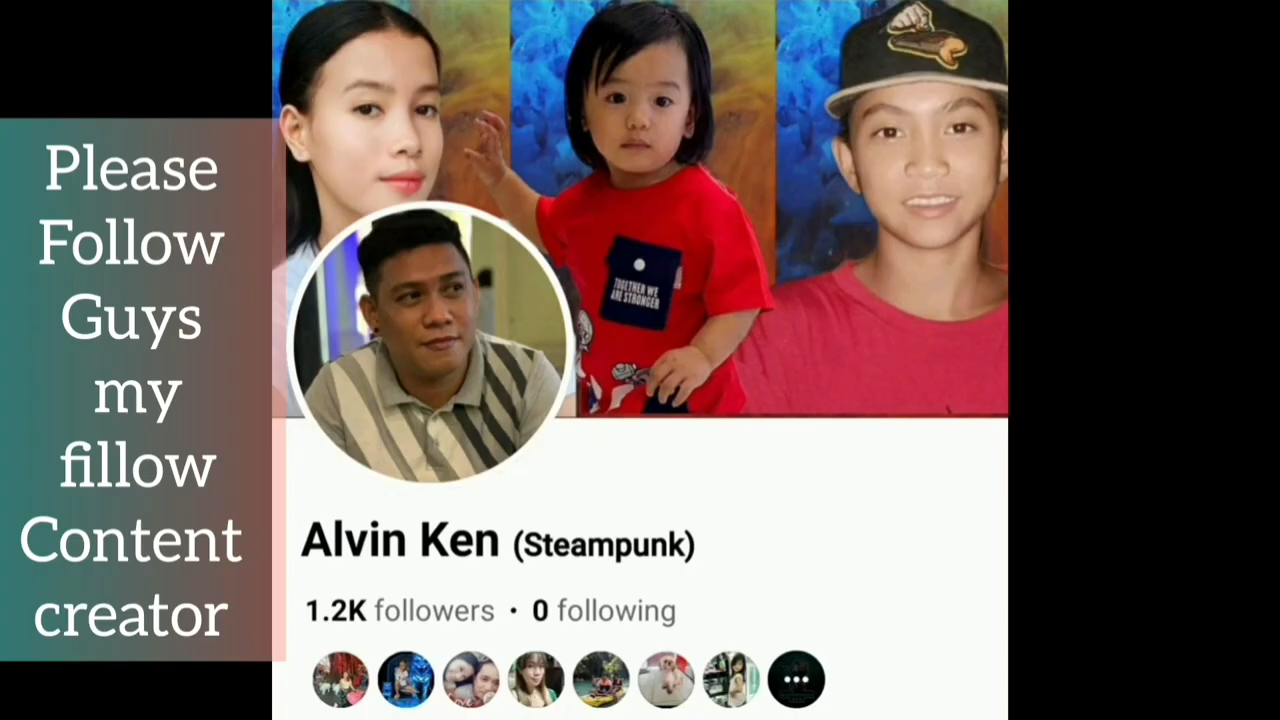 Please
Follow
Guys
my
fillow
Content
creator
TOGETHER WE
ARE STRONGER
Alvin Ken (Steampunk)
1.2K followers • 0 following